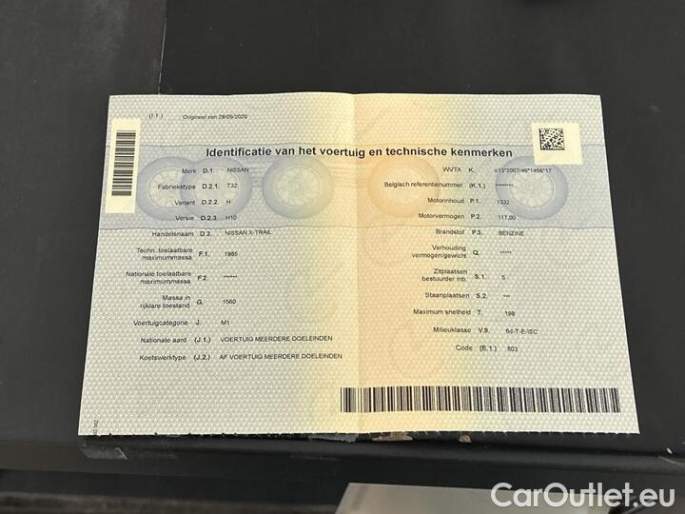 (I.1.) Origineel van 29/05/2020
Identificatie van het voertuig en technische kenmerken
Merk D.1. NISSAN
Fabriekstype D.2.1. T32
Variant D.2.2. H
Versie D.2.3. H10
Handelsnaam D.3. NISSAN X-TRAIL
Techn. toelaatbare
maximummassa F.1. 1985
Nationale toelaatbare
maximummassa F.2. ******
Massa in
rijklare toestand G. 1580
Voertuigcategorie J. M1
Nationale aard (J.1.) VOERTUIG MEERDERE DOELEINDEN
Koetswerktype (J.2.) AF VOERTUIG MEERDERE DOELEINDEN
WVTA K.
Belgisch referentienummer (K.1.) *******
Motorinhoud P.1. 1332
Motorvermogen P.2. 117,00
Brandstof P.3. BENZINE
Verhouding
vermogen/gewicht Q. *****
Zitplaatsen
bestuurder inb. S.1. 5
Staanplaatsen S.2. ***
Maximum snelheid T. 198
Milieuklasse V.9.
Code (B.1.) 803
CarOutlet.eu